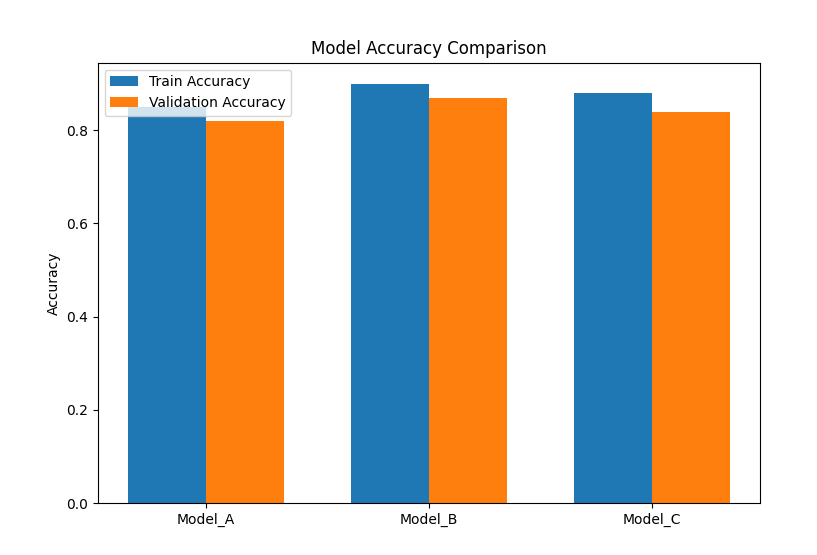 Model Accuracy Comparison
Train Accuracy
Validation Accuracy
Accuracy
0.8
0.6
0.4
0.2
0.0
Model_A
Model_B
Model_C